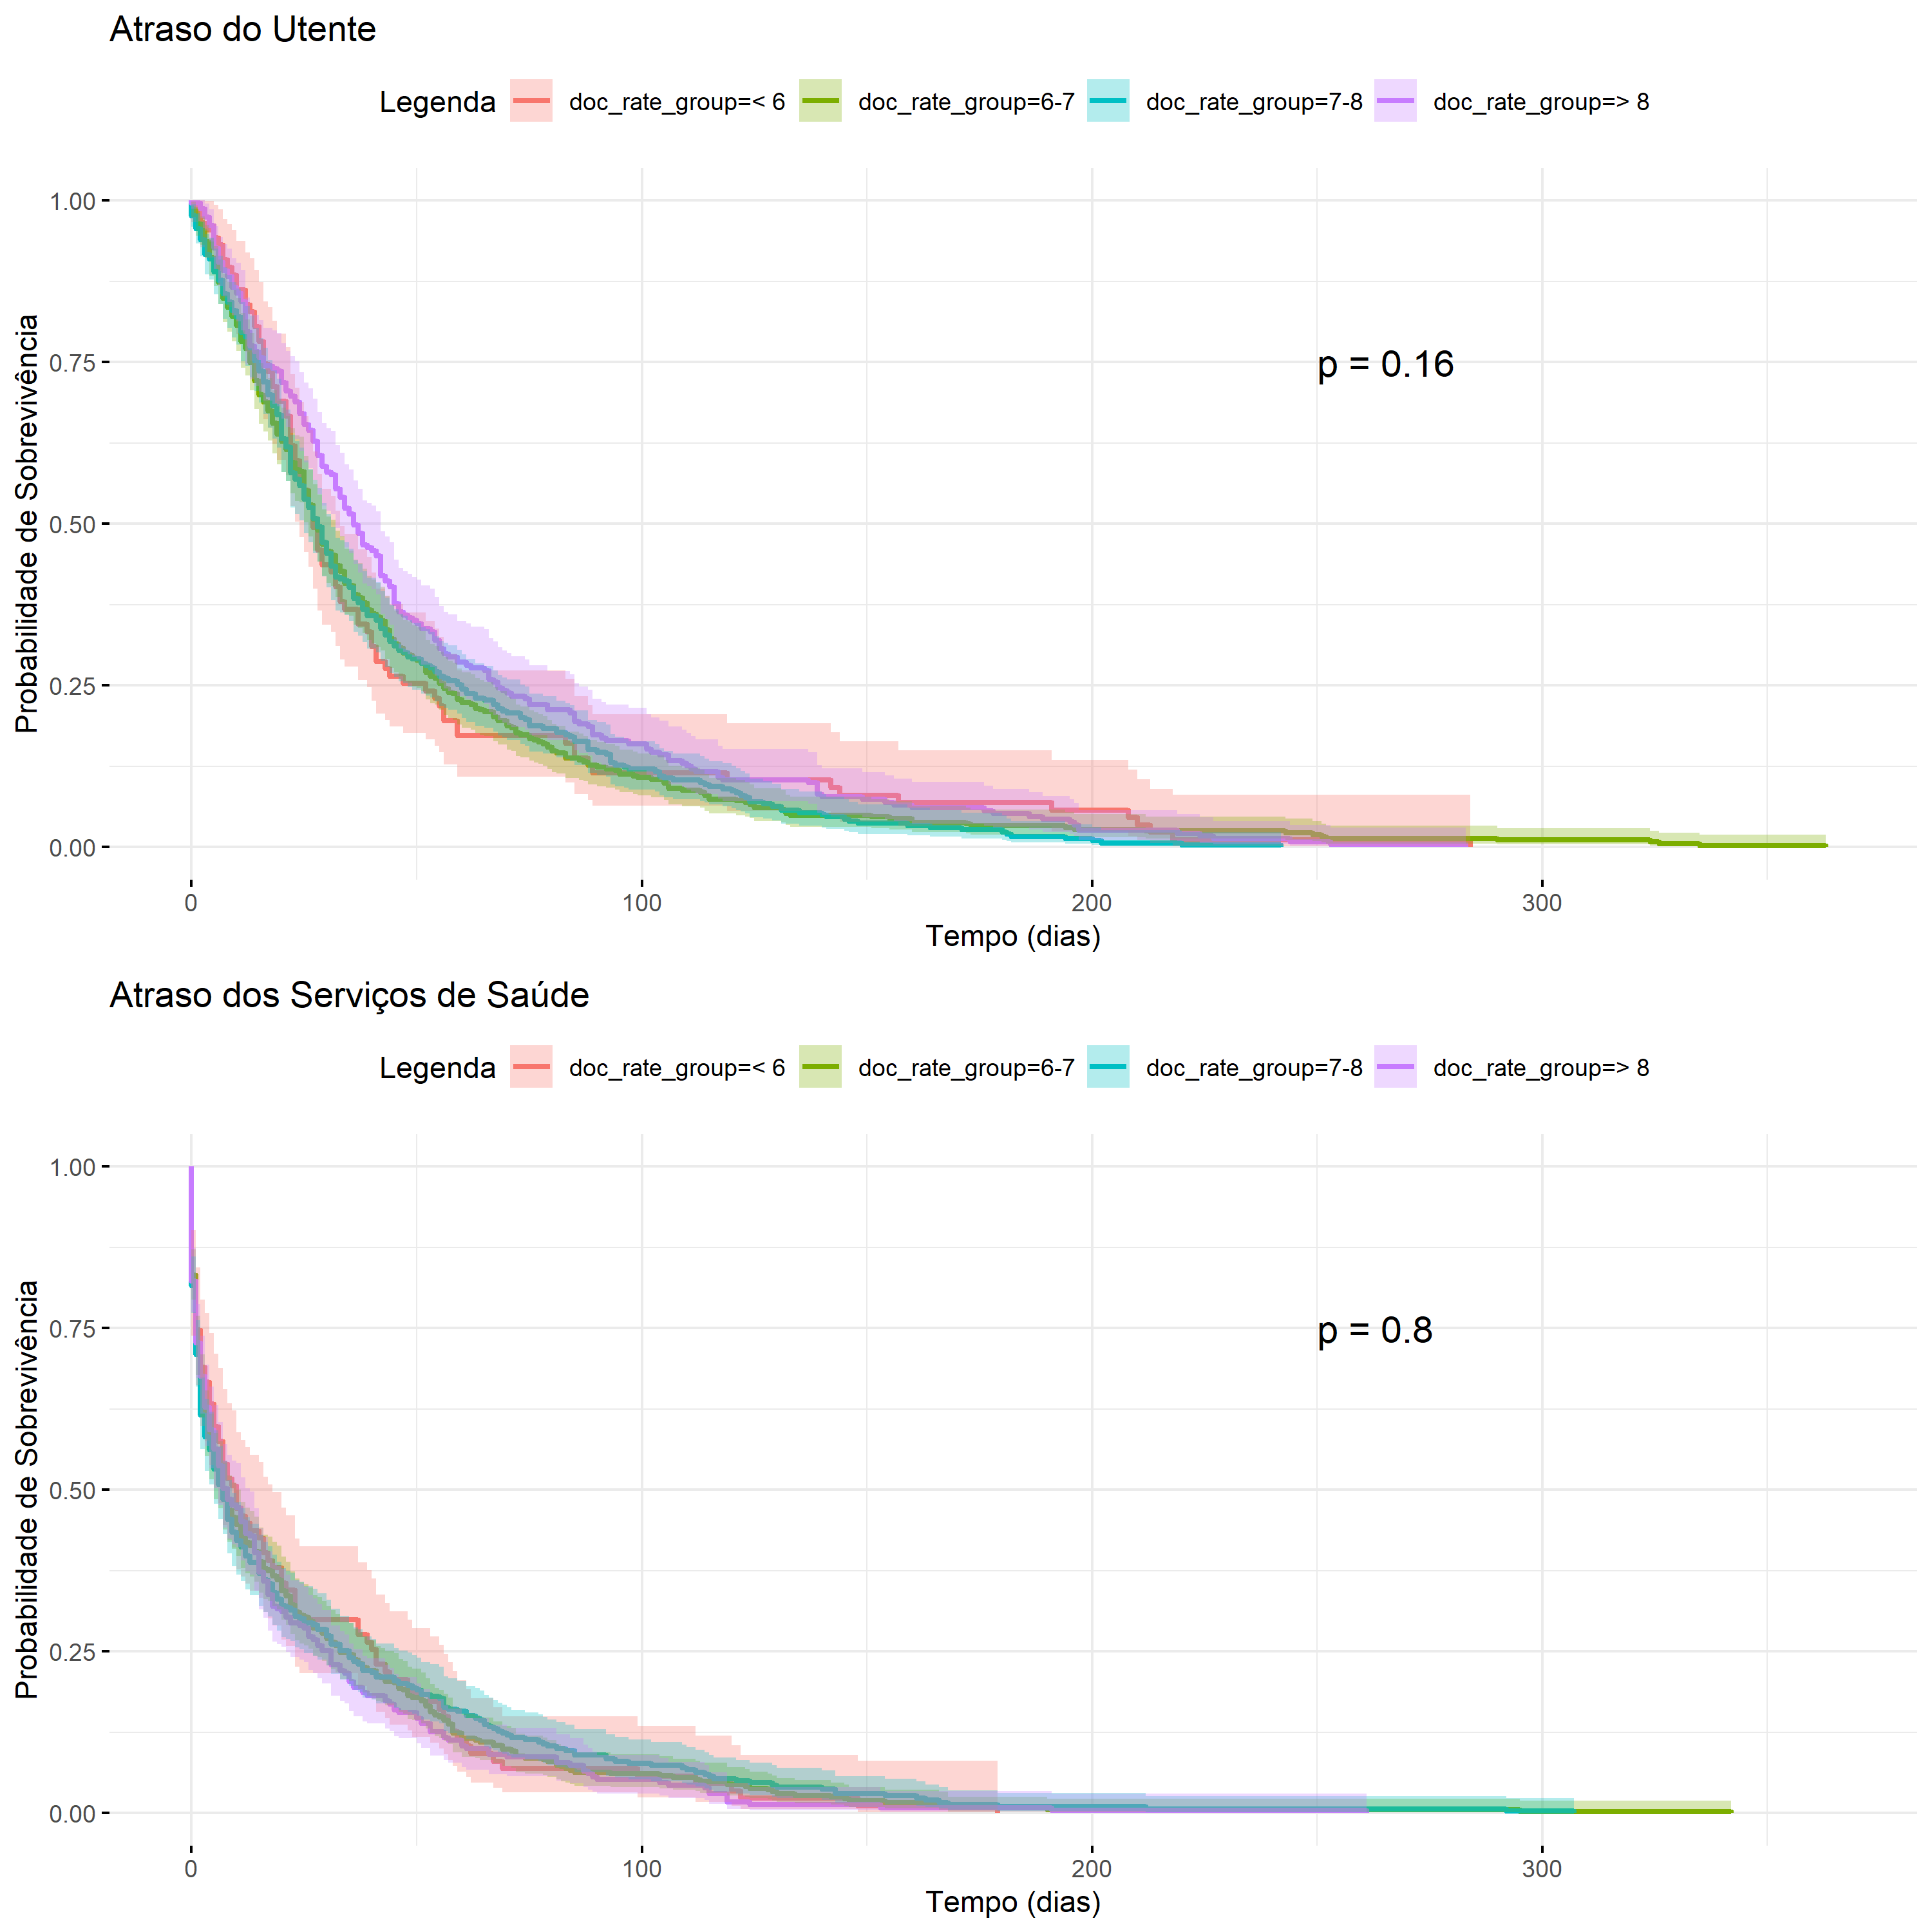 Atraso do Utente
Legenda doc_rate_group=< 6 doc_rate_group=6-7 doc_rate_group=7-8 doc_rate_group=> 8
Probabilidade de Sobrevivência
1.00
0.75
0.50
0.25
0.00
p = 0.16
0 100 200 300
Tempo (dias)
Atraso dos Serviços de Saúde
Legenda doc_rate_group=< 6 doc_rate_group=6-7 doc_rate_group=7-8 doc_rate_group=> 8
Probabilidade de Sobrevivência
1.00
0.75
0.50
0.25
0.00
p = 0.8
0 100 200 300
Tempo (dias)